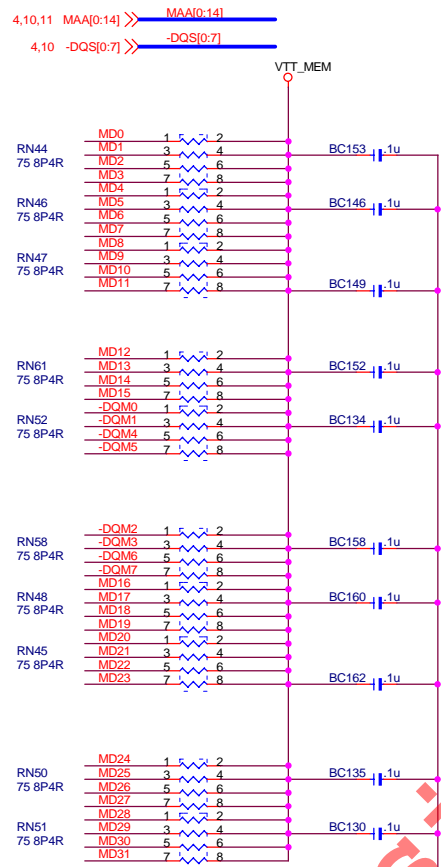 4,10,11 MAA[0:14] MAA[0:14]
4,10 -DQS[0:7] -DQS[0:7]
VTT_MEM
RN44
75 8P4R
MD0 1 2
MD1 3 4
MD2 5 6
MD3 7 8
BC153 .1u
RN46
75 8P4R
MD4 1 2
MD5 3 4
MD6 5 6
MD7 7 8
BC146 .1u
RN47
75 8P4R
MD8 1 2
MD9 3 4
MD10 5 6
MD11 7 8
BC149 .1u
RN61
75 8P4R
MD12 1 2
MD13 3 4
MD14 5 6
MD15 7 8
BC152 .1u
RN52
75 8P4R
-DQM0 1 2
-DQM1 3 4
-DQM4 5 6
-DQM5 7 8
BC134 .1u
RN58
75 8P4R
-DQM2 1 2
-DQM3 3 4
-DQM6 5 6
-DQM7 7 8
BC158 .1u
RN48
75 8P4R
MD16 1 2
MD17 3 4
MD18 5 6
MD19 7 8
BC160 .1u
RN45
75 8P4R
MD20 1 2
MD21 3 4
MD22 5 6
MD23 7 8
BC162 .1u
RN50
75 8P4R
MD24 1 2
MD25 3 4
MD26 5 6
MD27 7 8
BC135 .1u
RN51
75 8P4R
MD28 1 2
MD29 3 4
MD30 5 6
MD31 7 8
BC130 .1u